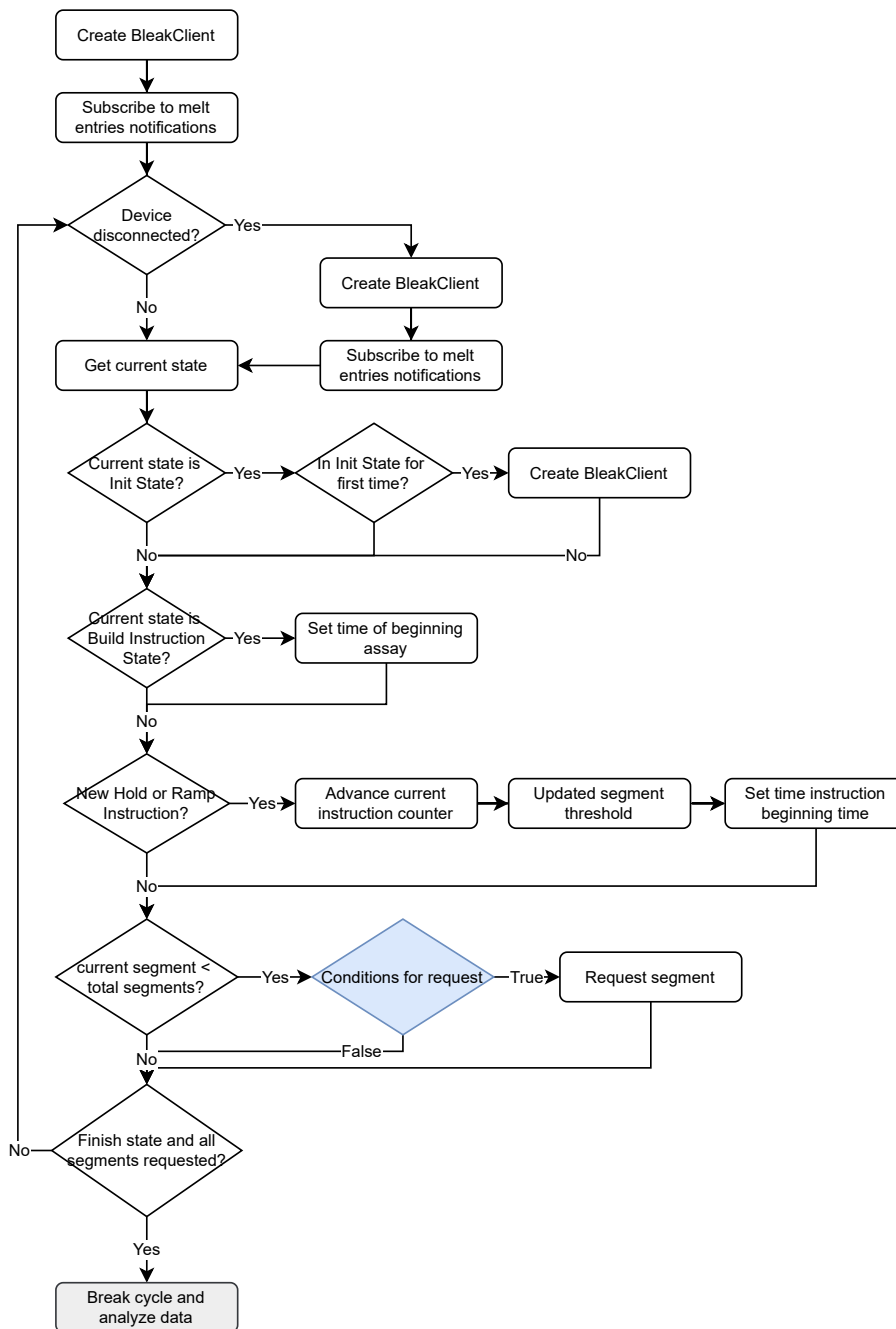 Create BleakClient
Subscribe to melt
entries notifications
Device
disconnected?
Yes
Create BleakClient
No
Get current state
Subscribe to melt
entries notifications
Current state is
Init State?
Yes
In Init State for
first time?
Yes
Create BleakClient
No
No
Current state is
Build Instruction
State?
Yes
Set time of beginning
assay
No
New Hold or Ramp
Instruction?
Yes
Advance current
instruction counter
Updated segment
threshold
Set time instruction
beginning time
No
current segment <
total segments?
Yes
Conditions for request
True
Request segment
False
No
Finish state and all
segments requested?
No
Yes
Break cycle and
analyze data